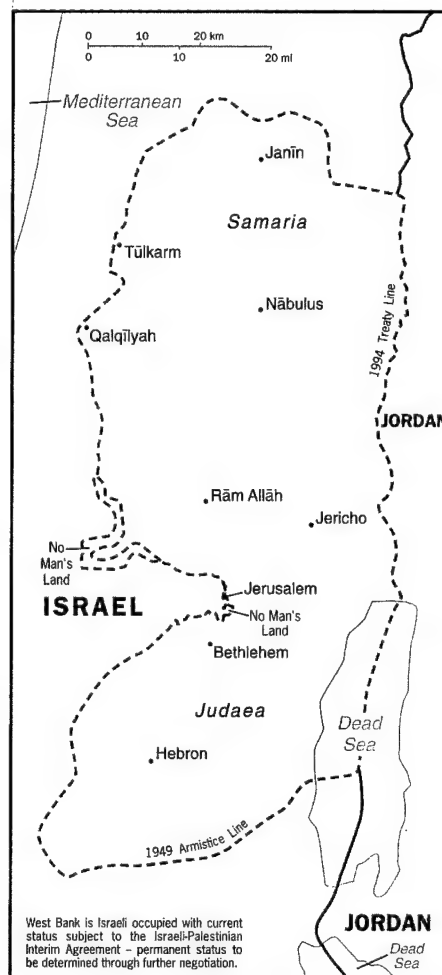 0 10 20 km
0 10 20 mi
Mediterranean
Sea
Janīn
Samaria
Tūlkarm
Nābulus
Qalqīlyah
1994 Treaty Line
JORDAN
Rām Allāh
Jericho
No
Man's
Land
Jerusalem
ISRAEL
No Man's
Land
Bethlehem
Judaea
Dead
Sea
Hebron
1949 Armistice Line
West Bank is Israeli occupied with current
status subject to the Israeli-Palestinian
Interim Agreement – permanent status to
be determined through further negotiation.
JORDAN
Dead
Sea